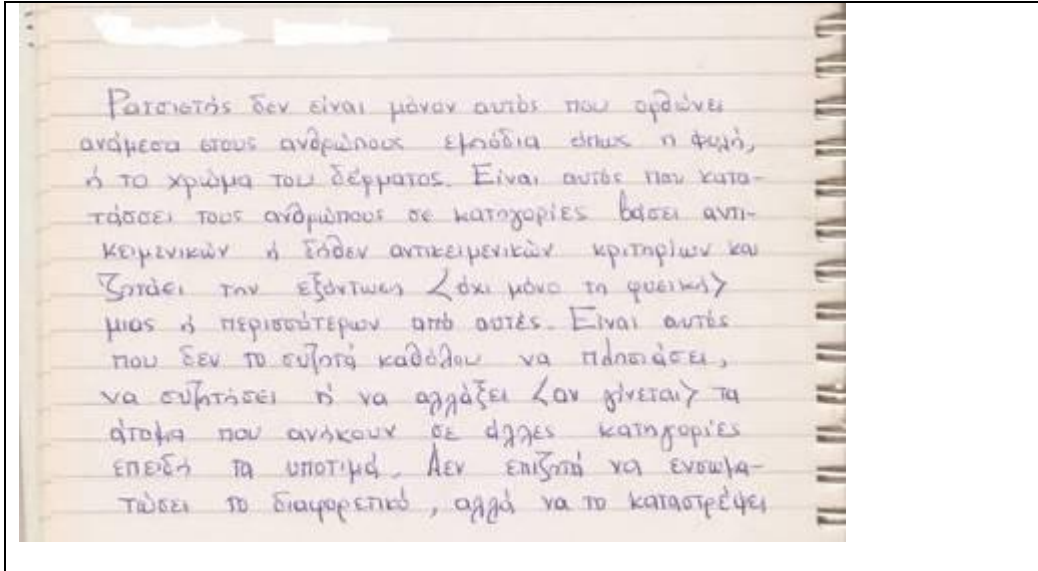 Ρατσιστής δεν είναι μόνον αυτός που ορθώνει
ανάμεσα στους ανθρώπους εμπόδια όπως η φυλή,
ή το χρώμα του δέρματος. Είναι αυτός που κατα-
τάσσει τους ανθρώπους σε κατηγορίες βάσει αντι-
κειμενικών ή δήθεν αντικειμενικών κριτηρίων και
ζητάει την εξόντωση <όχι μόνο τη φυσική>
μιας ή περισσότερων από αυτές. Είναι αυτός
που δεν το συζητά καθόλου να πλησιάσει,
να συζητήσει ή να αλλάξει <αν γίνεται> τα
άτομα που ανήκουν σε άλλες κατηγορίες
επειδή τα υποτιμά. Δεν επιζητά να ενσωμα-
τώσει το διαφορετικό, αλλά να το καταστρέψει